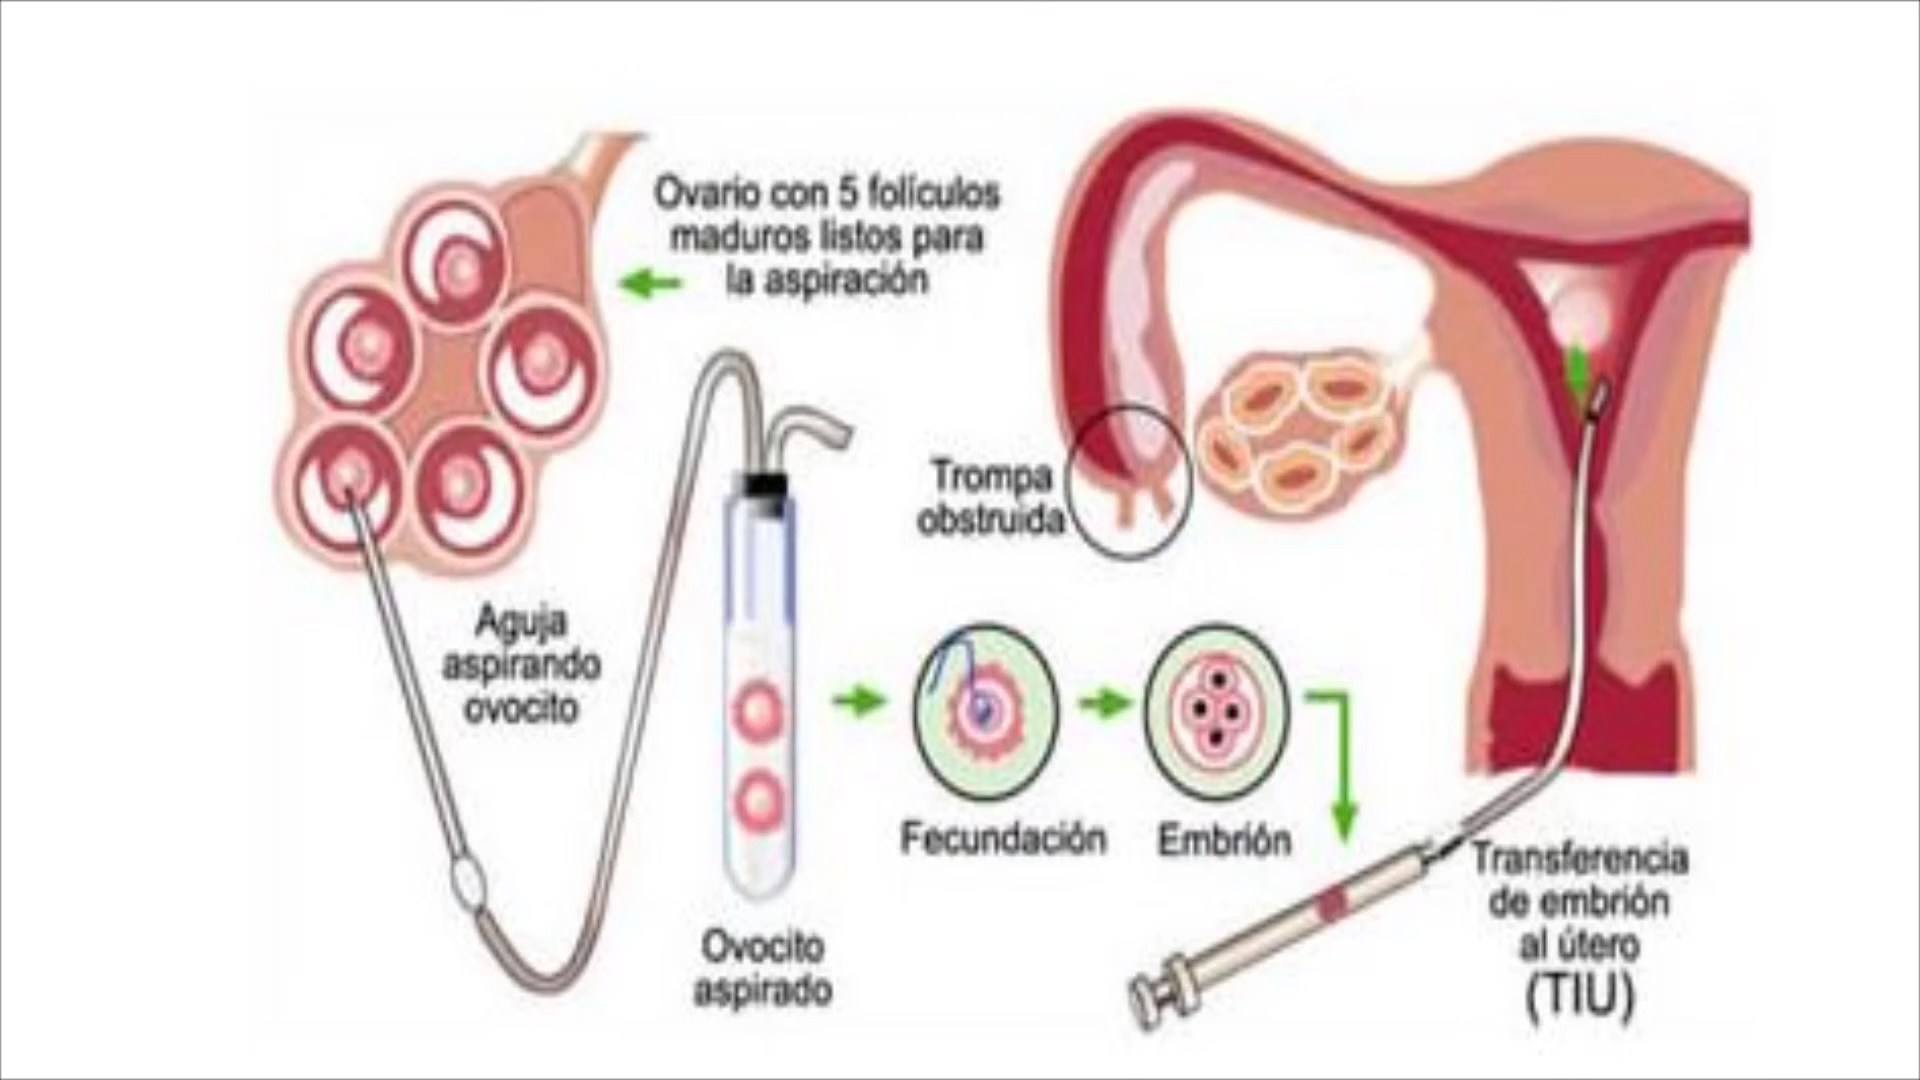 Ovario con 5 folículos
maduros listos para
la aspiración
Trompa
obstruida
Aguja
aspirando
ovocito
Fecundación
Embrión
Ovocito
aspirado
Transferencia
de embrión
al útero
(TIU)